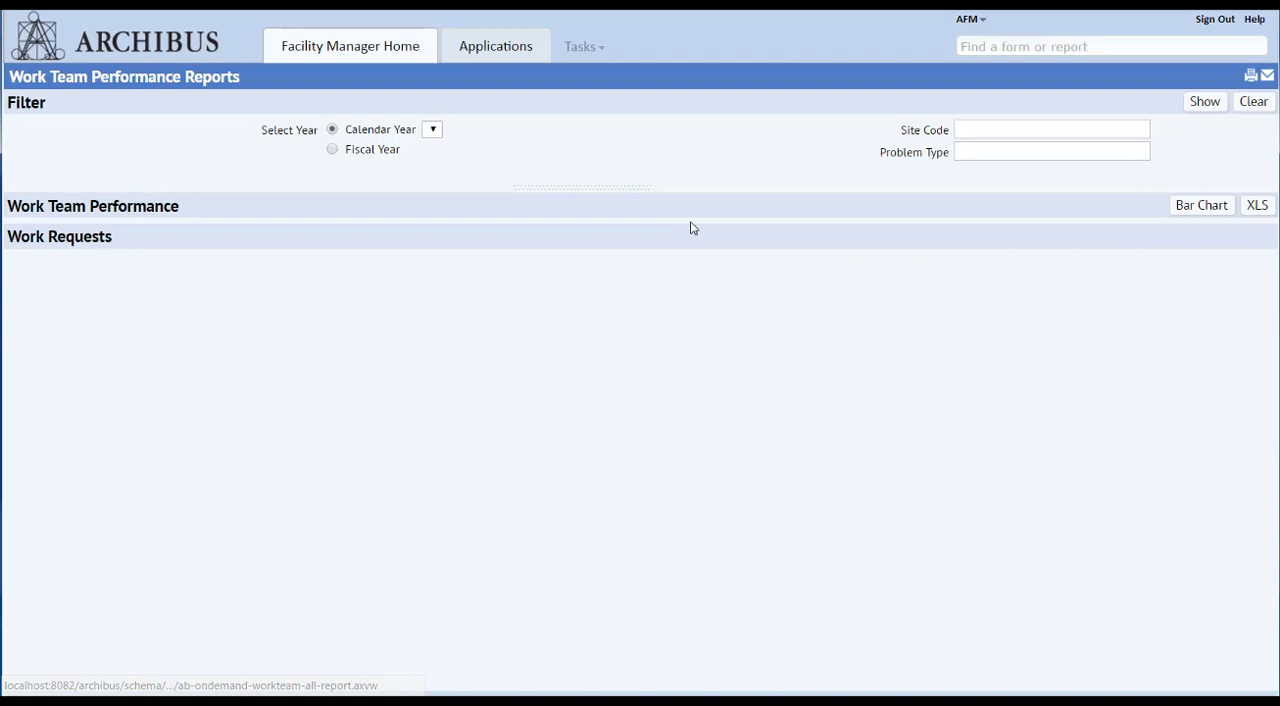 ARCHIBUS
Facility Manager Home
Applications
Tasks
AFM
Sign Out
Help
Find a form or report
Work Team Performance Reports
Filter
Show
Clear
Select Year
Calendar Year
Fiscal Year
Site Code
Problem Type
Work Team Performance
Bar Chart
XLS
Work Requests
localhost:8082/archibus/schema/.../ab-ondemand-workteam-all-report.axvw